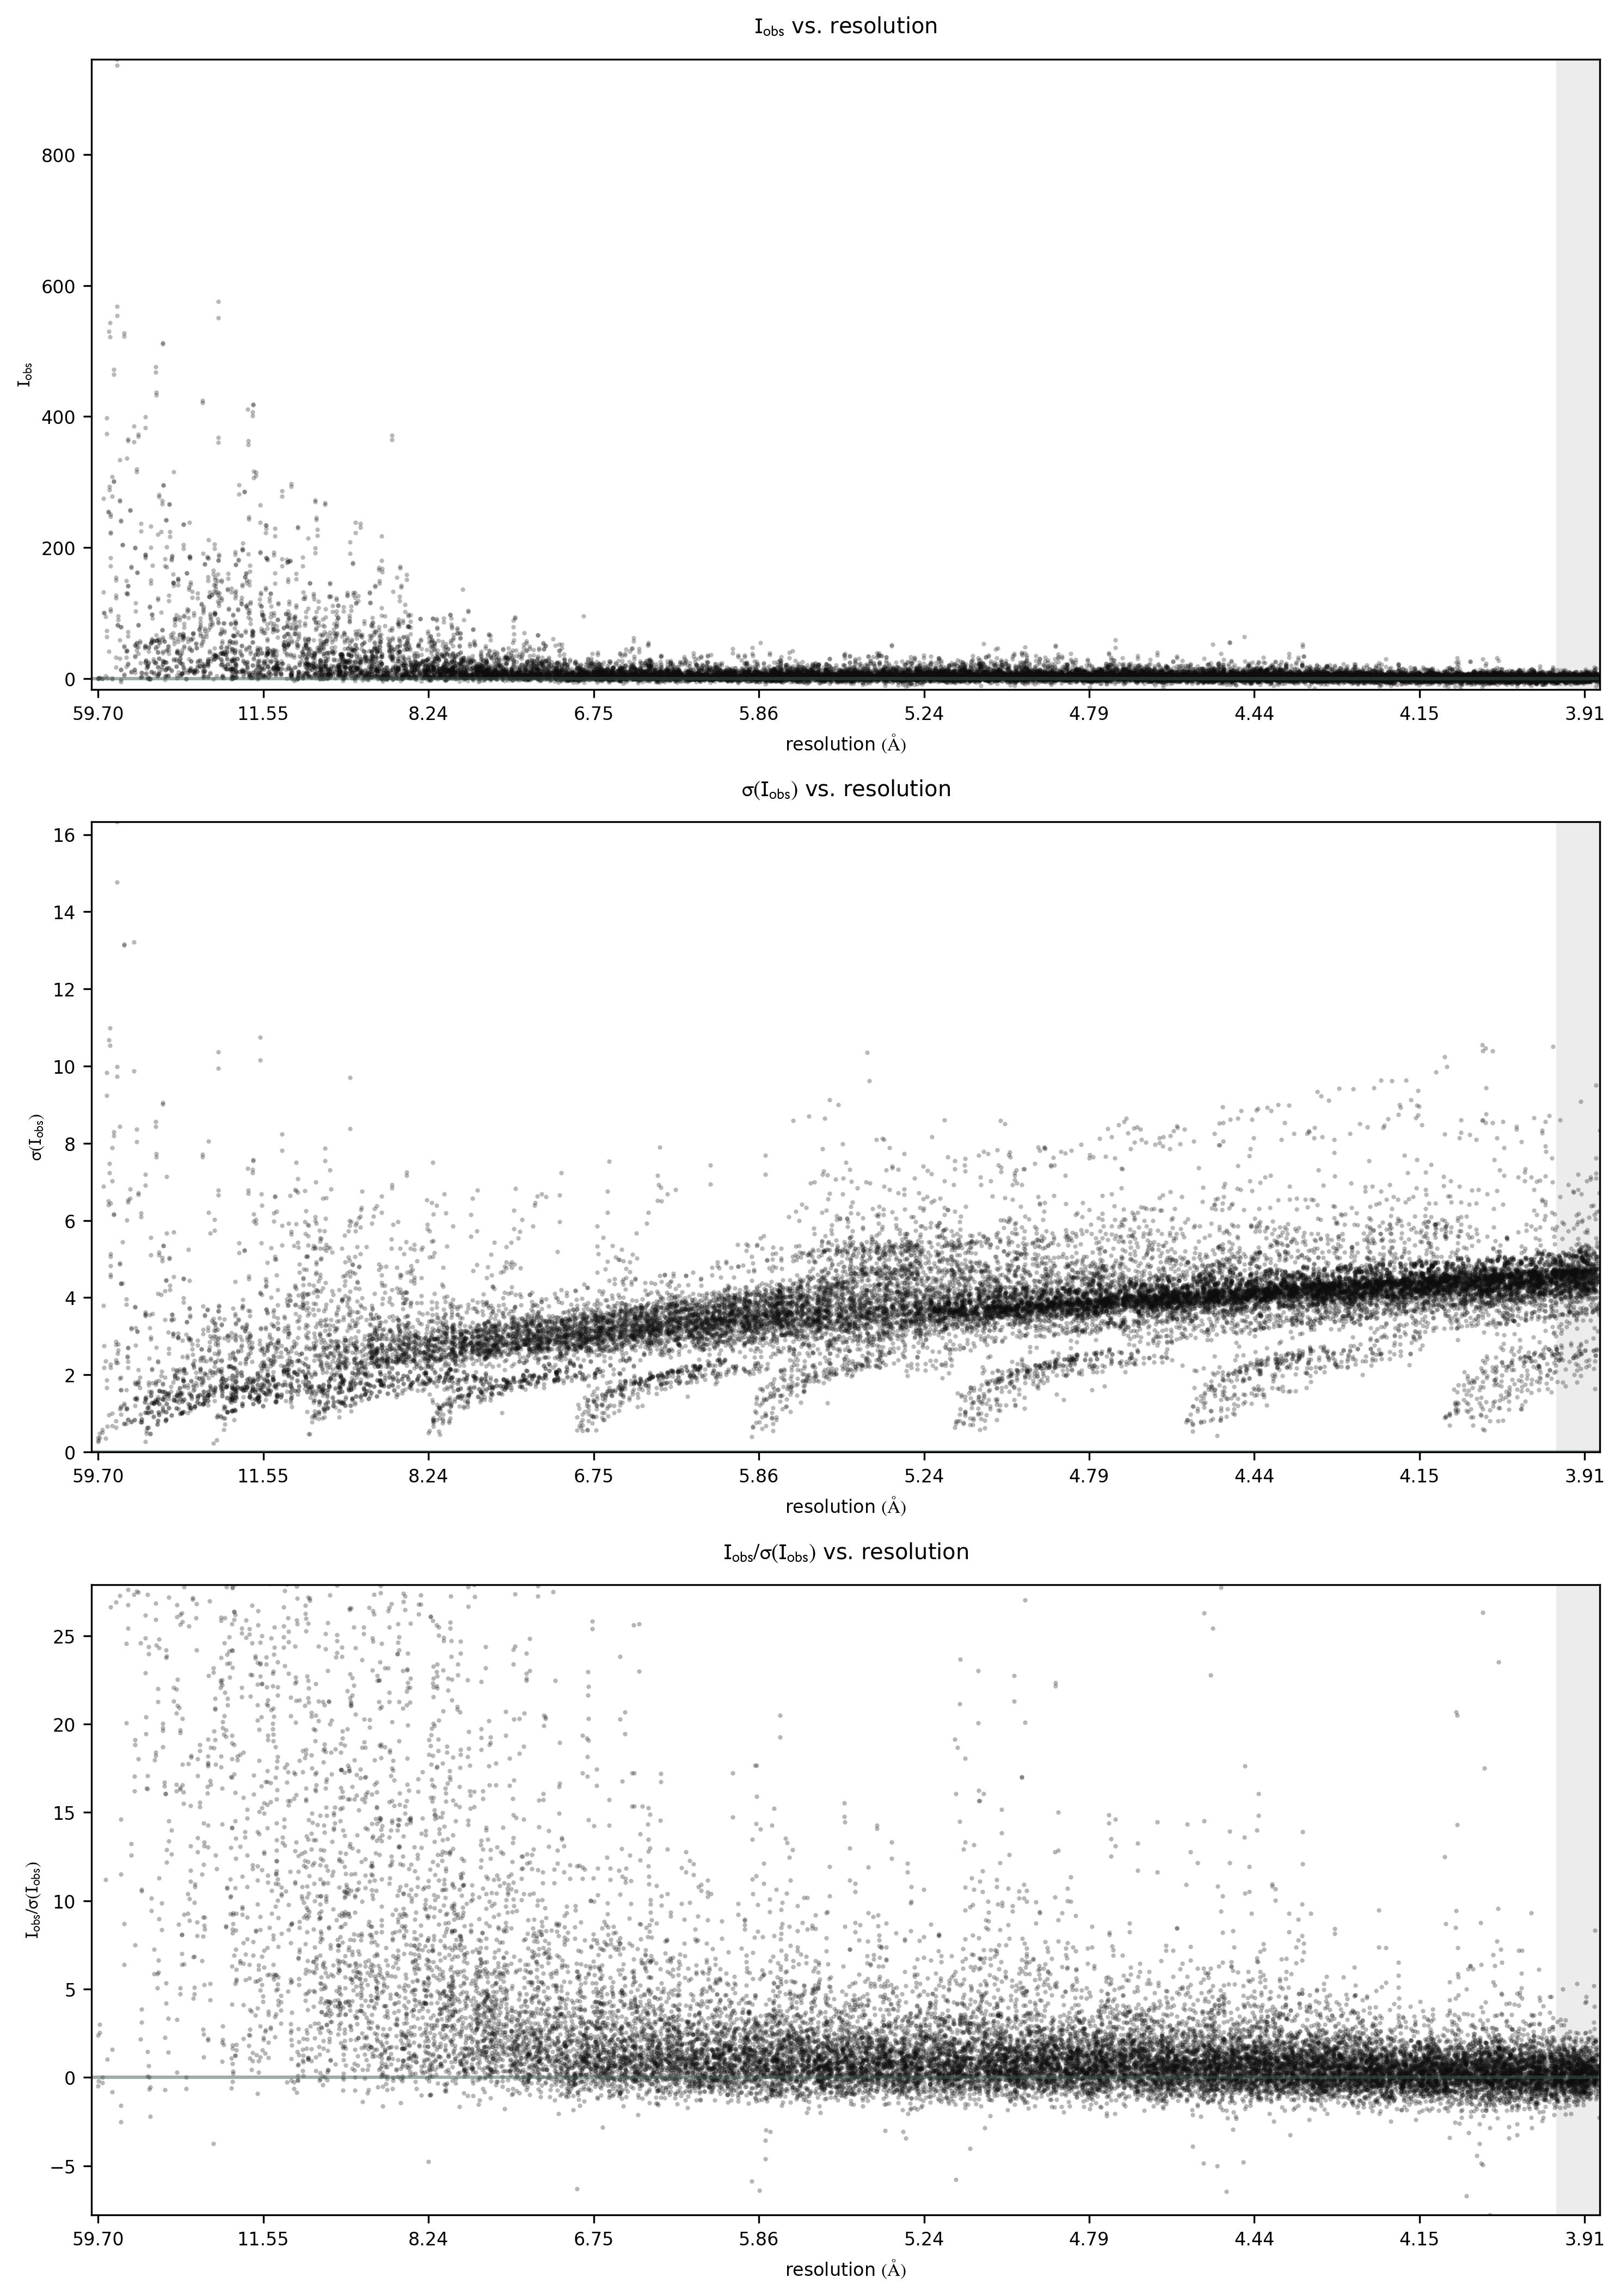 Iobs vs. resolution
800
600
400
200
0
Iobs
59.70 11.55 8.24 6.75 5.86 5.24 4.79 4.44 4.15 3.91
resolution (Å)
σ(Iobs) vs. resolution
16
14
12
10
8
6
4
2
0
σ(Iobs)
59.70 11.55 8.24 6.75 5.86 5.24 4.79 4.44 4.15 3.91
resolution (Å)
Iobs/σ(Iobs) vs. resolution
25
20
15
10
5
0
−5
Iobs/σ(Iobs)
59.70 11.55 8.24 6.75 5.86 5.24 4.79 4.44 4.15 3.91
resolution (Å)